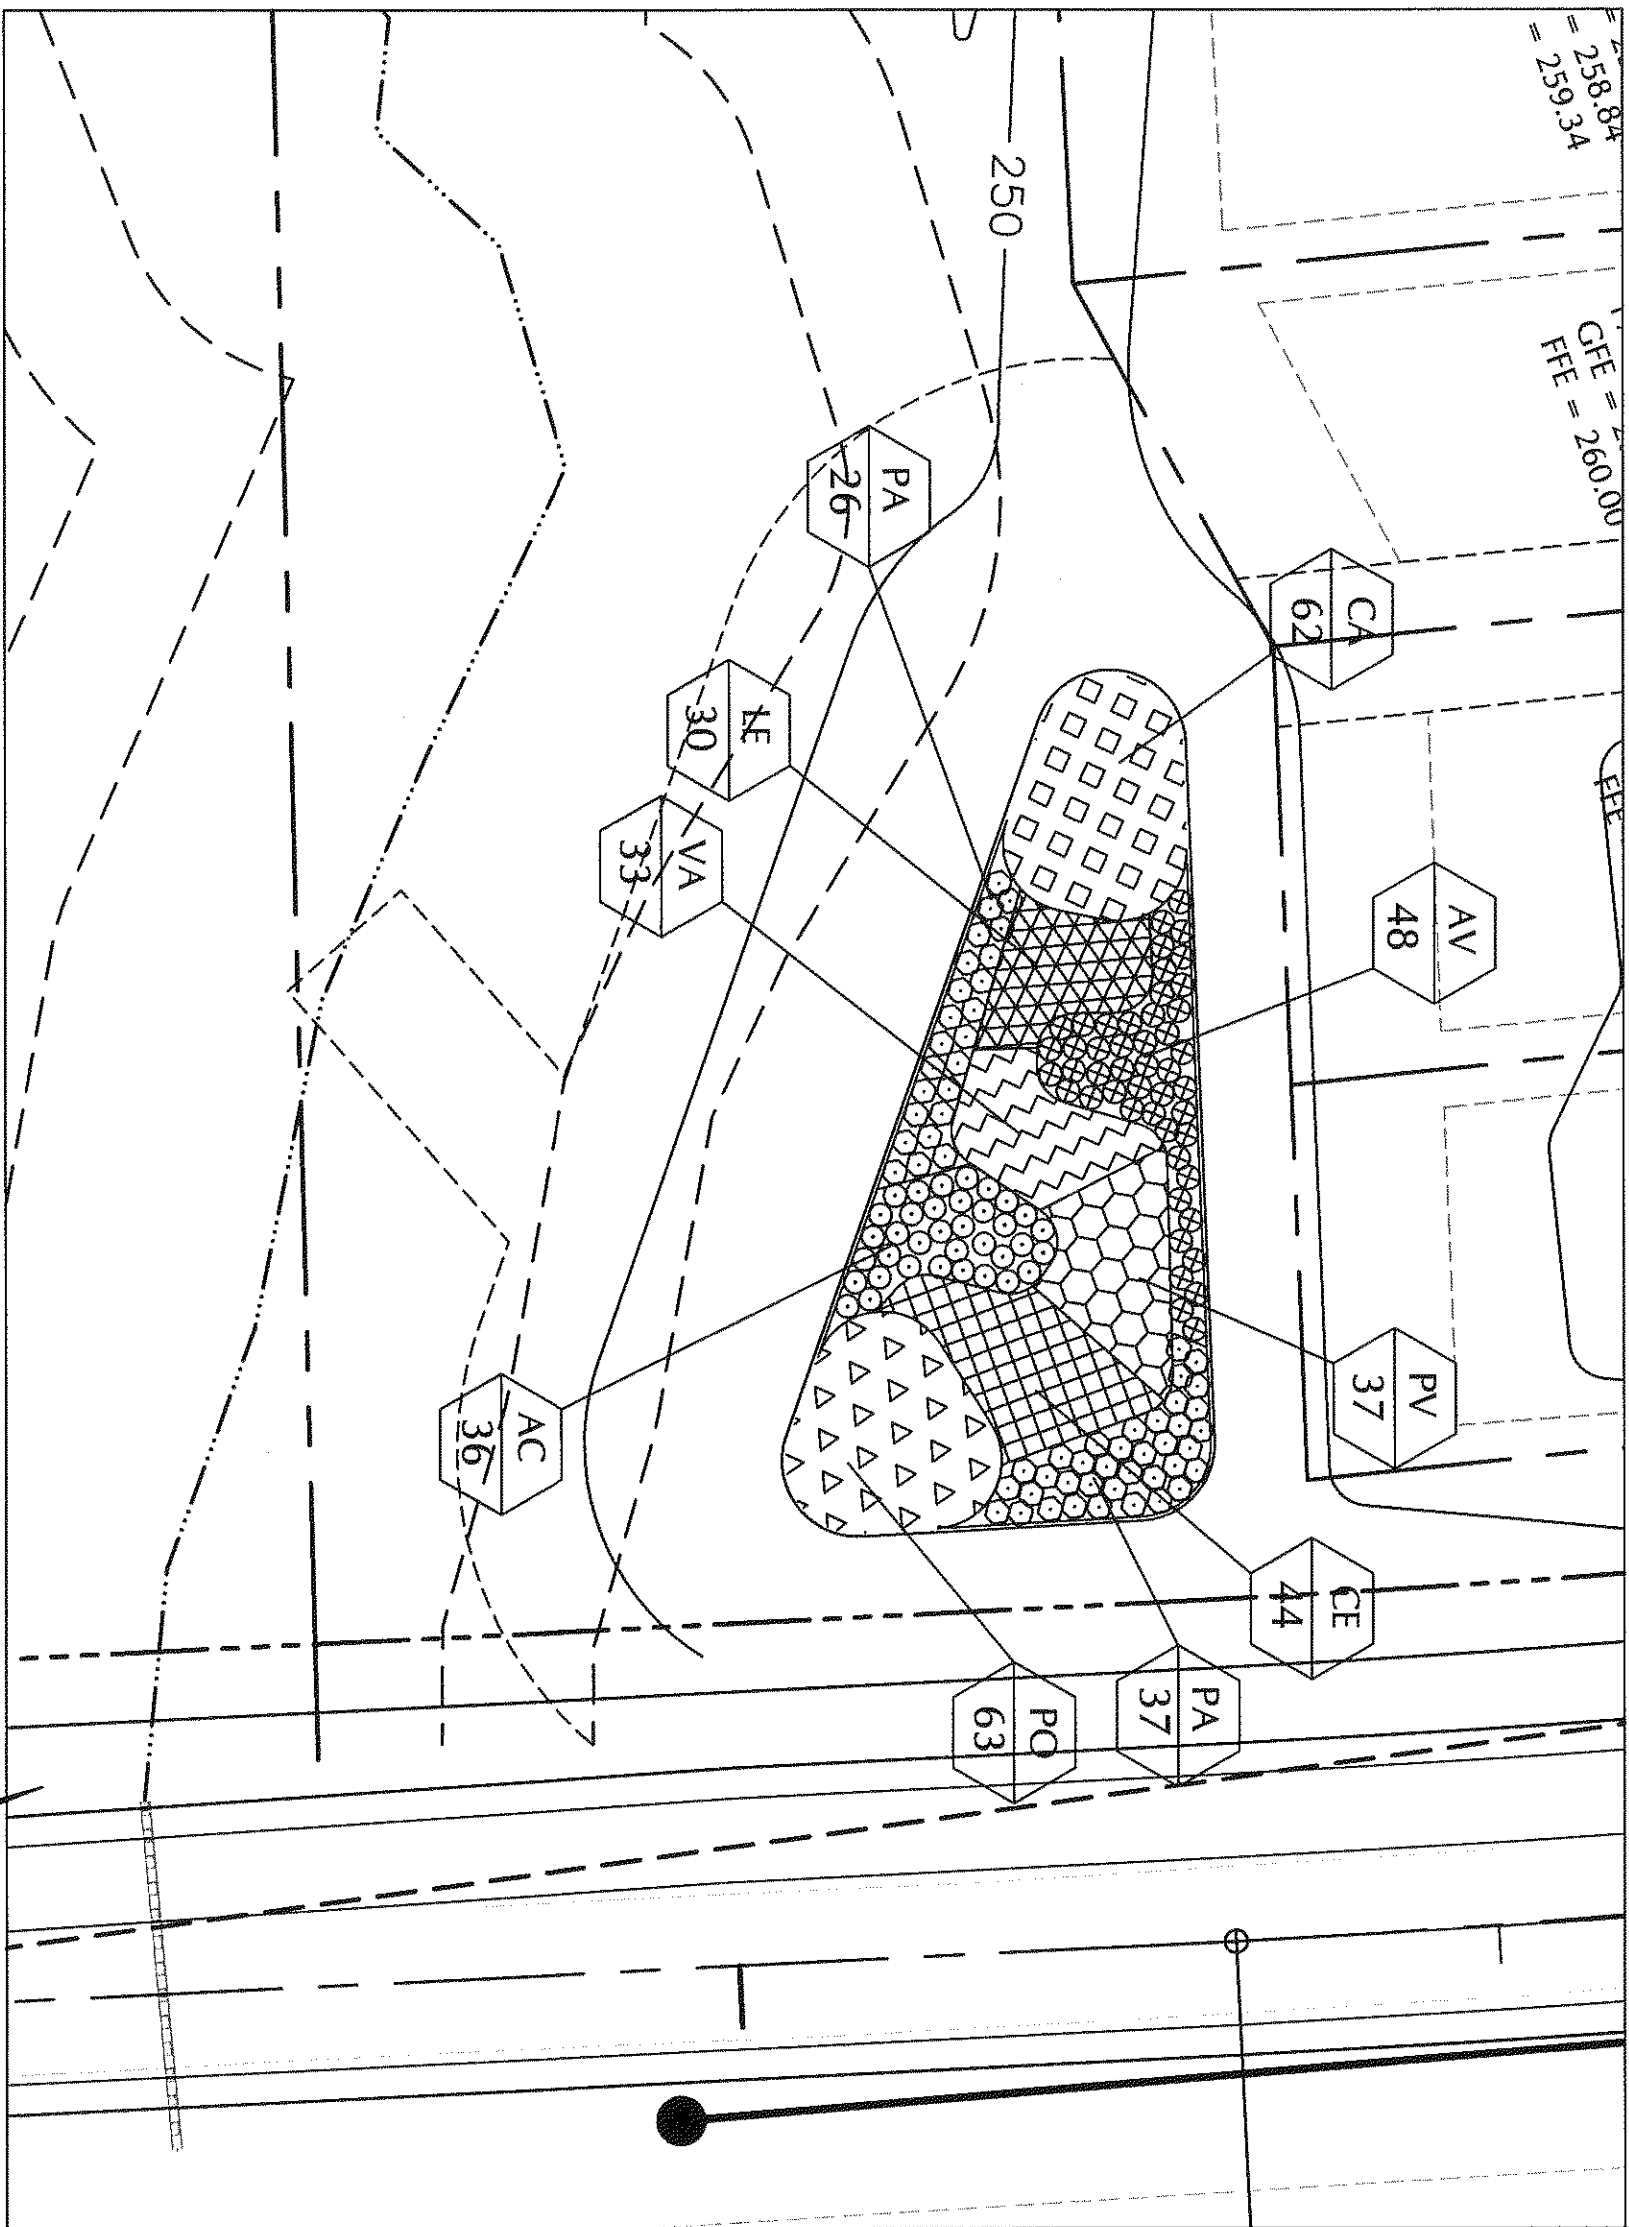 = 258.84
= 259.34
250
GFE =
FFE = 260.00
FFE
PA
26
CA
62
LE
30
VA
33
AV
48
PV
37
AC
36
CE
44
PA
37
PO
63